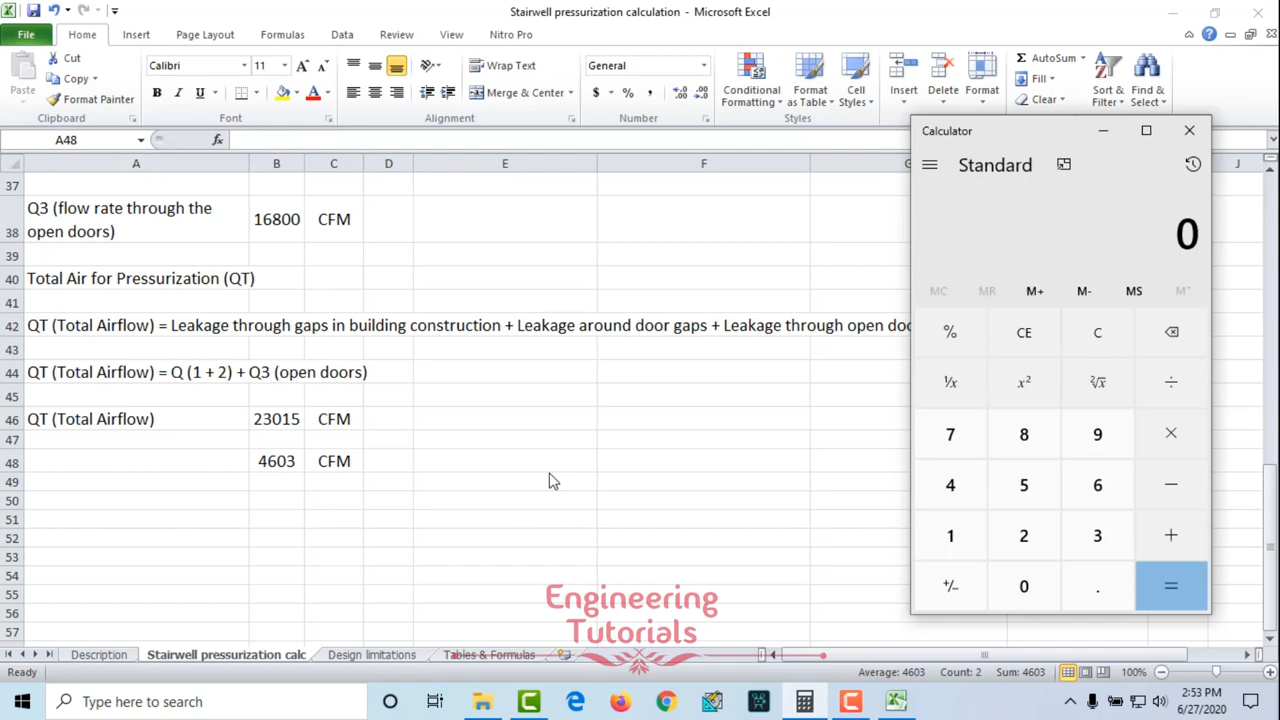 Stairwell pressurization calculation - Microsoft Excel
File Home Insert Page Layout Formulas Data Review View Nitro Pro
Paste Cut Calibri 11 A A Wrap Text General Conditional Formatting Format as Table Cell Styles Insert Delete Format AutoSum Sort & Filter Find & Select
Copy Fill
Format Painter B I U A Merge & Center $ % , Clear
Clipboard Font Alignment Number Styles
A48 fx
A B C D E F G J
37
38 Q3 (flow rate through the open doors) 16800 CFM
39
40 Total Air for Pressurization (QT)
41
42 QT (Total Airflow) = Leakage through gaps in building construction + Leakage around door gaps + Leakage through open doo
43
44 QT (Total Airflow) = Q (1 + 2) + Q3 (open doors)
45
46 QT (Total Airflow) 23015 CFM
47
48 4603 CFM
49
50
51
52
53
54
55
56
57
Calculator
Standard
0
MC MR M+ M- MS M˅
% CE C
¹/x x² ²√x ÷
7 8 9 ×
4 5 6 −
1 2 3 +
+/− 0 . =
Engineering
Tutorials
Description Stairwell pressurization calc Design limitations Tables & Formulas
Ready Average: 4603 Count: 2 Sum: 4603 100%
Type here to search 2:53 PM
6/27/2020